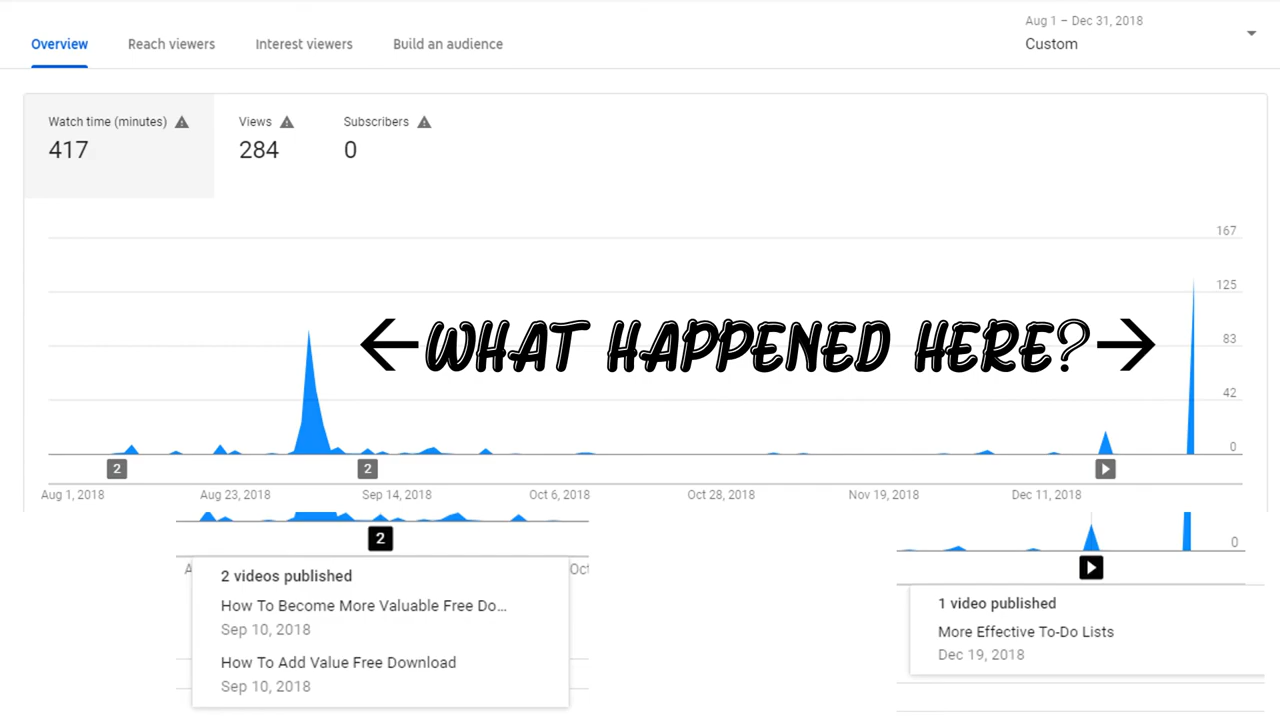 Aug 1 – Dec 31, 2018
Overview Reach viewers Interest viewers Build an audience Custom
Watch time (minutes) Views Subscribers
417 284 0
167
125
←WHAT HAPPENED HERE?→
83
42
0
2 2
Aug 1, 2018 Aug 23, 2018 Sep 14, 2018 Oct 6, 2018 Oct 28, 2018 Nov 19, 2018 Dec 11, 2018
2
A Oct
2 videos published
How To Become More Valuable Free Do...
Sep 10, 2018
How To Add Value Free Download
Sep 10, 2018
0
1 video published
More Effective To-Do Lists
Dec 19, 2018